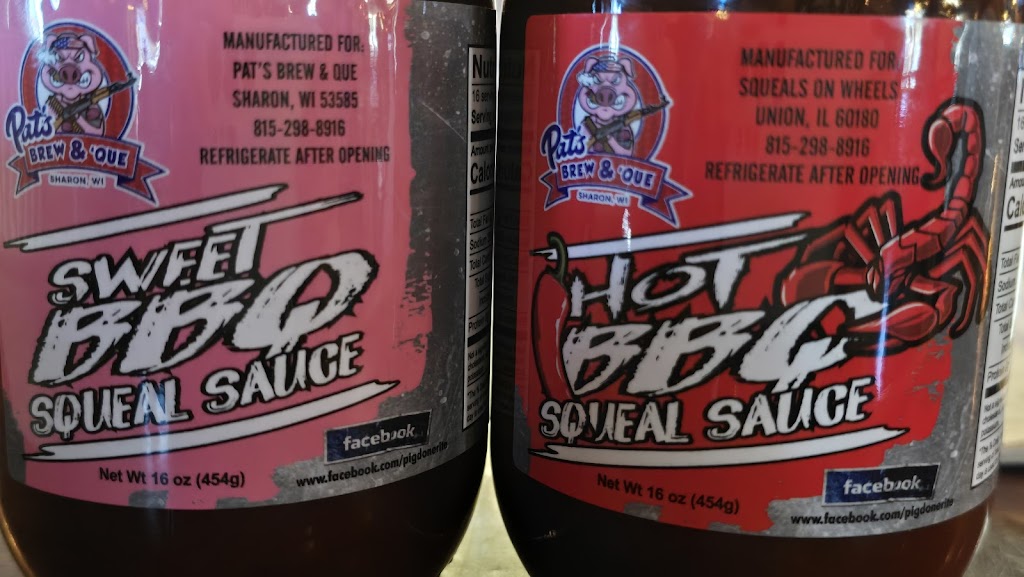 Pat's
BREW & 'QUE
SHARON, WI
MANUFACTURED FOR:
PAT'S BREW & QUE
SHARON, WI 53585
815-298-8916
REFRIGERATE AFTER OPENING
SWEET
BBQ
SQUEAL SAUCE
Net Wt 16 oz (454g)
facebook
www.facebook.com/pigdonerite
Pat's
BREW & 'QUE
SHARON, WI
MANUFACTURED FOR
SQUEALS ON WHEELS
UNION, IL 60180
815-298-8916
REFRIGERATE AFTER OPENING
HOT
BBQ
SQUEAL SAUCE
Net Wt 16 oz (454g)
facebook
www.facebook.com/pigdonerite